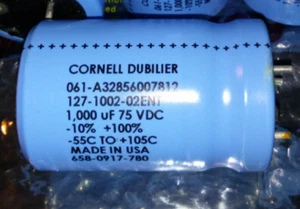 ++++++++++++++++++++++++
CORNELL DUBILIER
061-A32856007812
127-1002-02ENT
1,000 uF 75 VDC
-10% +100%
-55C TO +105C
MADE IN USA
658-0917-780